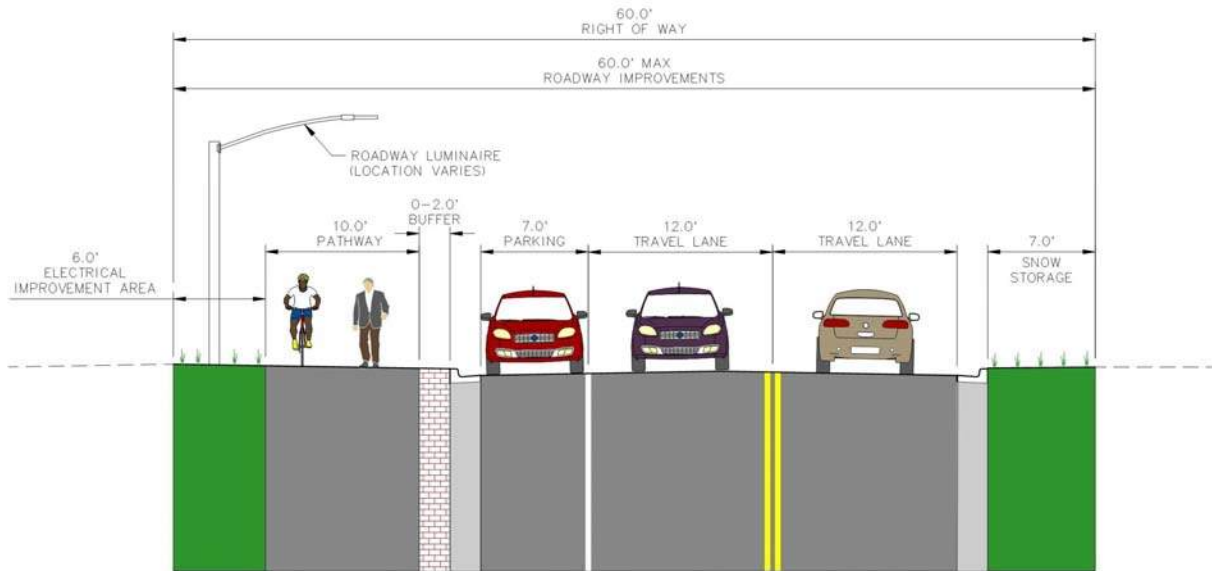 60.0'
RIGHT OF WAY
60.0' MAX
ROADWAY IMPROVEMENTS
ROADWAY LUMINAIRE
(LOCATION VARIES)
0-2.0'
BUFFER
10.0'
PATHWAY
7.0'
PARKING
12.0'
TRAVEL LANE
12.0'
TRAVEL LANE
7.0'
SNOW
STORAGE
6.0'
ELECTRICAL
IMPROVEMENT AREA